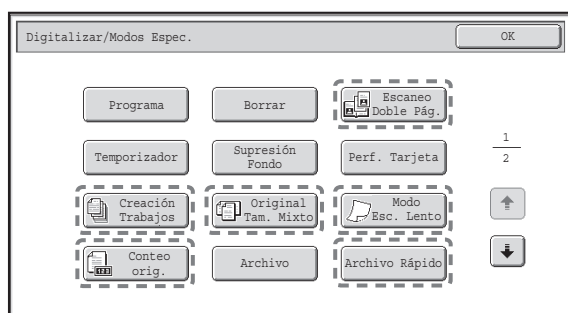 Digitalizar/Modos Espec.
OK
Programa
Borrar
Escaneo
Doble Pág.
1
2
Temporizador
Supresión
Fondo
Perf. Tarjeta
Creación
Trabajos
Original
Tam. Mixto
Modo
Esc. Lento
Conteo
orig.
123
Archivo
Archivo Rápido